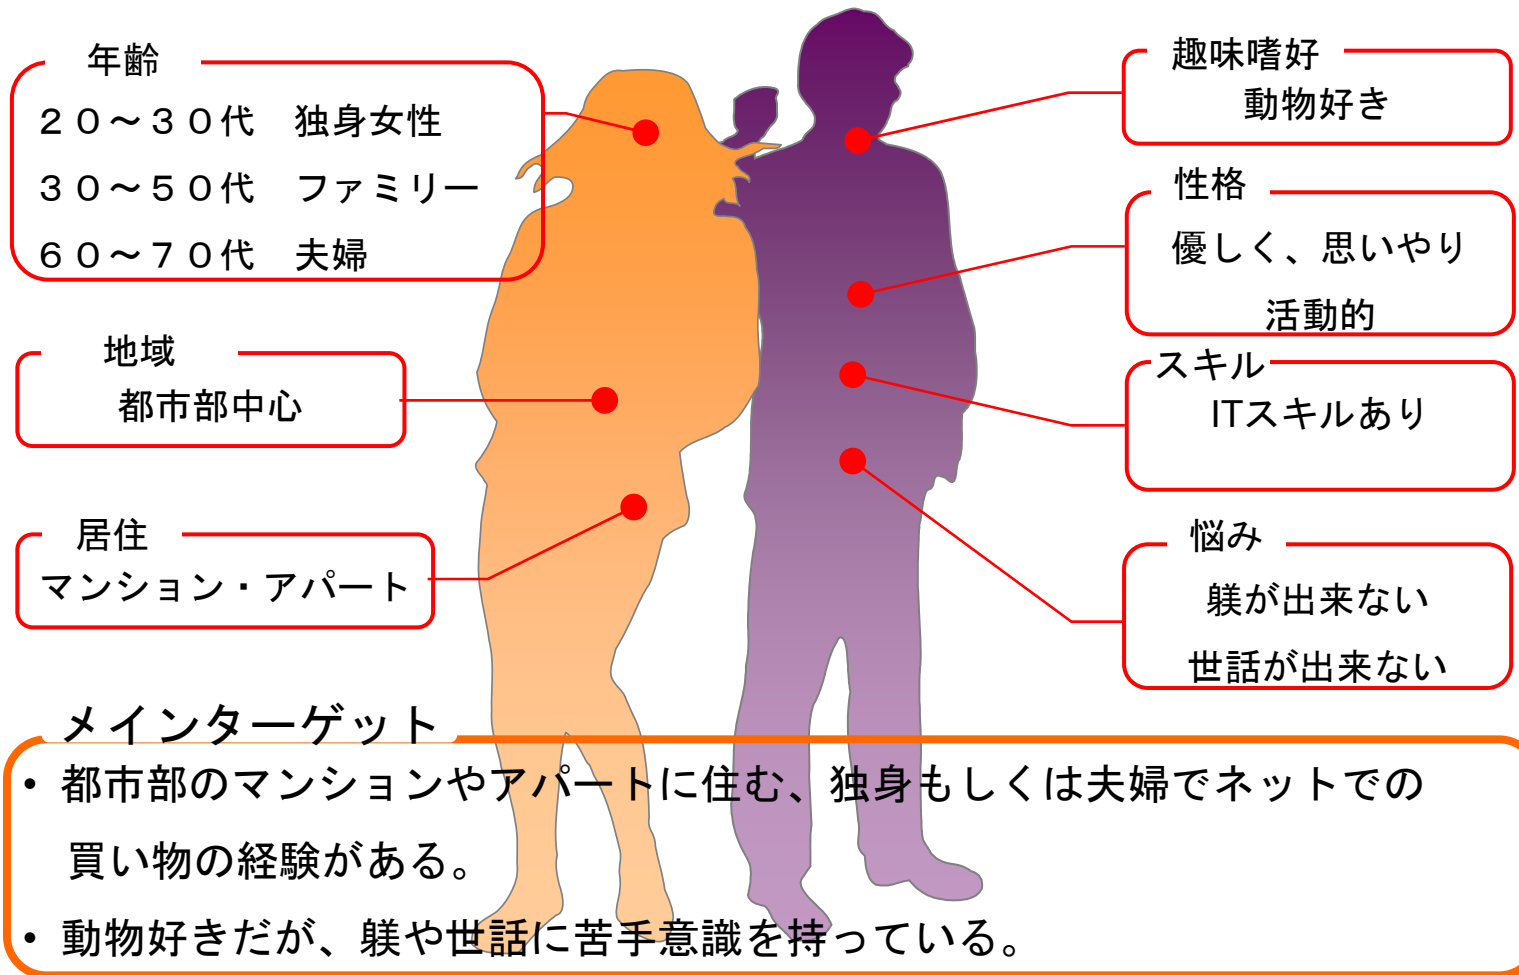 年齢
２０～３０代　独身女性
３０～５０代　ファミリー
６０～７０代　夫婦
地域
都市部中心
居住
マンション・アパート
趣味嗜好
動物好き
性格
優しく、思いやり
活動的
スキル
ITスキルあり
悩み
躾が出来ない
世話が出来ない
メインターゲット
• 都市部のマンションやアパートに住む、独身もしくは夫婦でネットでの
買い物の経験がある。
• 動物好きだが、躾や世話に苦手意識を持っている。